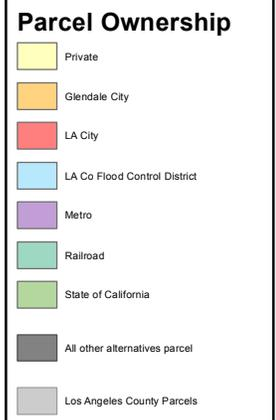 Parcel Ownership
Private
Glendale City
LA City
LA Co Flood Control District
Metro
Railroad
State of California
All other alternatives parcel
Los Angeles County Parcels